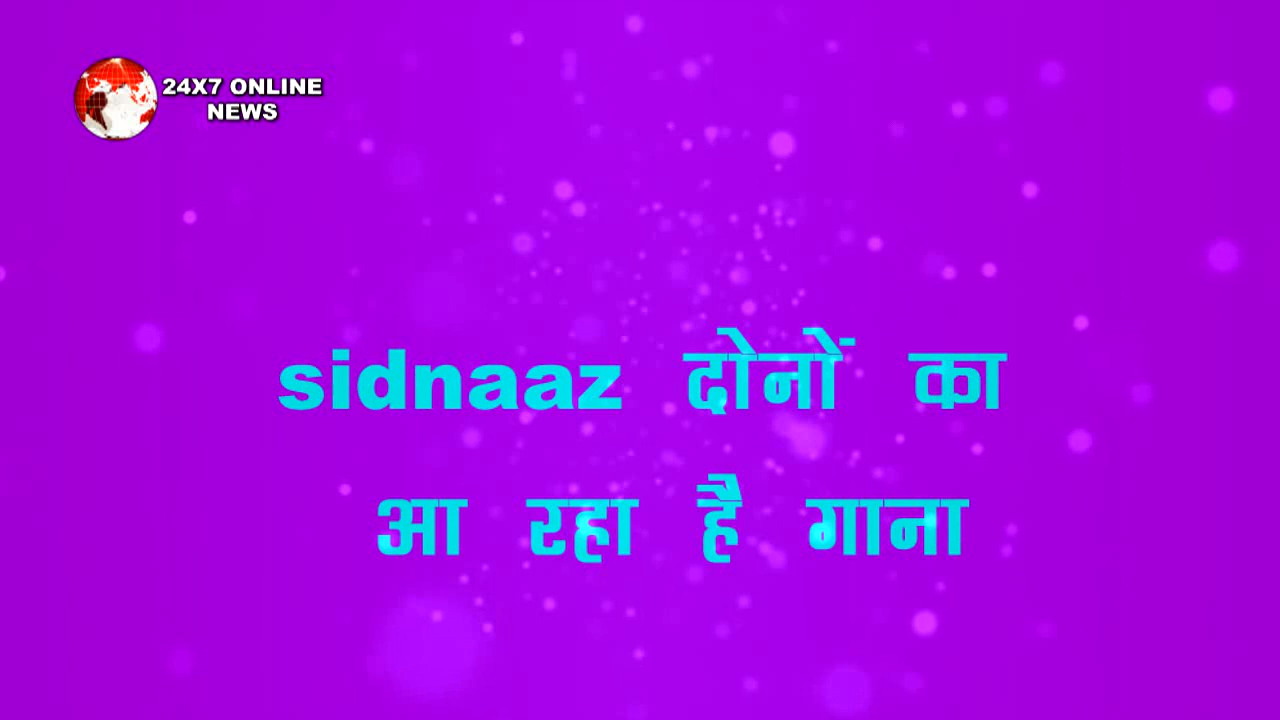 24X7 ONLINE
NEWS
sidnaaz दोनों का
आ रहा है गाना